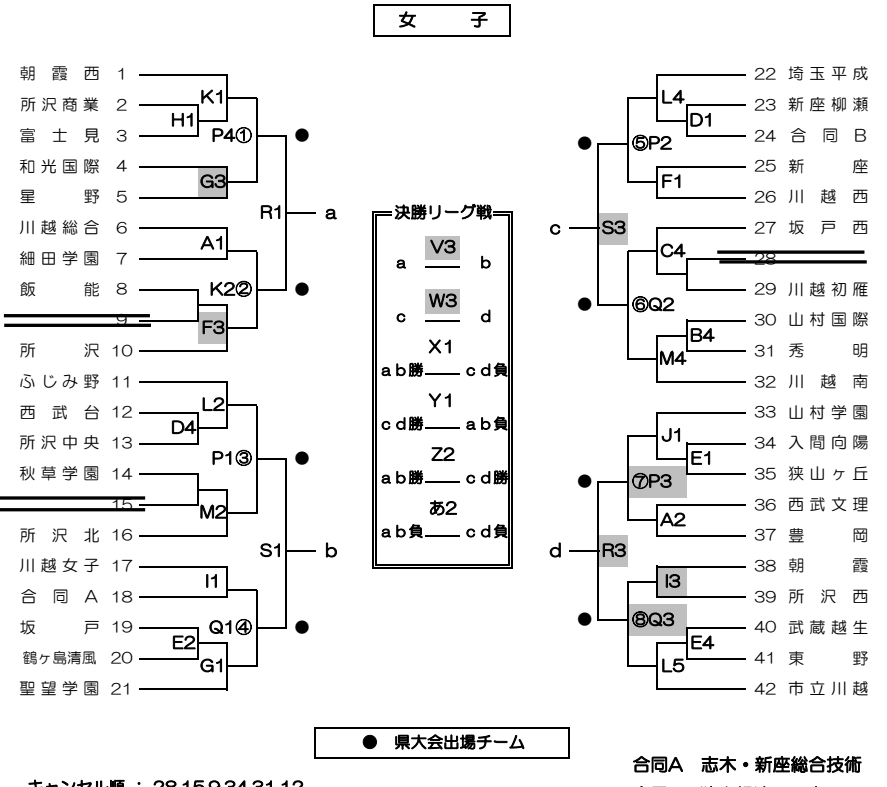 女　子
朝霞西 1
所沢商業 2
富士見 3
和光国際 4
星野 5
川越総合 6
細田学園 7
飯能 8
9
所沢 10
ふじみ野 11
西武台 12
所沢中央 13
秋草学園 14
15
所沢北 16
川越女子 17
合同A 18
坂戸 19
鶴ヶ島清風 20
聖望学園 21
K1
H1
P4①
G3
R1
a
A1
K2②
F3
L2
D4
P1③
M2
S1
b
I1
Q1④
E2
G1
決勝リーグ戦
V3
a b
W3
c d
X1
ab勝 cd負
Y1
cd勝 ab負
Z2
ab勝 cd勝
あ2
ab負 cd負
L4
D1
⑤P2
F1
c
S3
C4
⑥Q2
B4
M4
J1
E1
⑦P3
A2
d
R3
I3
⑧Q3
E4
L5
22 埼玉平成
23 新座柳瀬
24 合同B
25 新座
26 川越西
27 坂戸西
28
29 川越初雁
30 山村国際
31 秀明
32 川越南
33 山村学園
34 入間向陽
35 狭山ヶ丘
36 西武文理
37 豊岡
38 朝霞
39 所沢西
40 武蔵越生
41 東野
42 市立川越
● 県大会出場チーム
合同A 志木・新座総合技術
キャンセル順 : 28,15,9,34,31,12